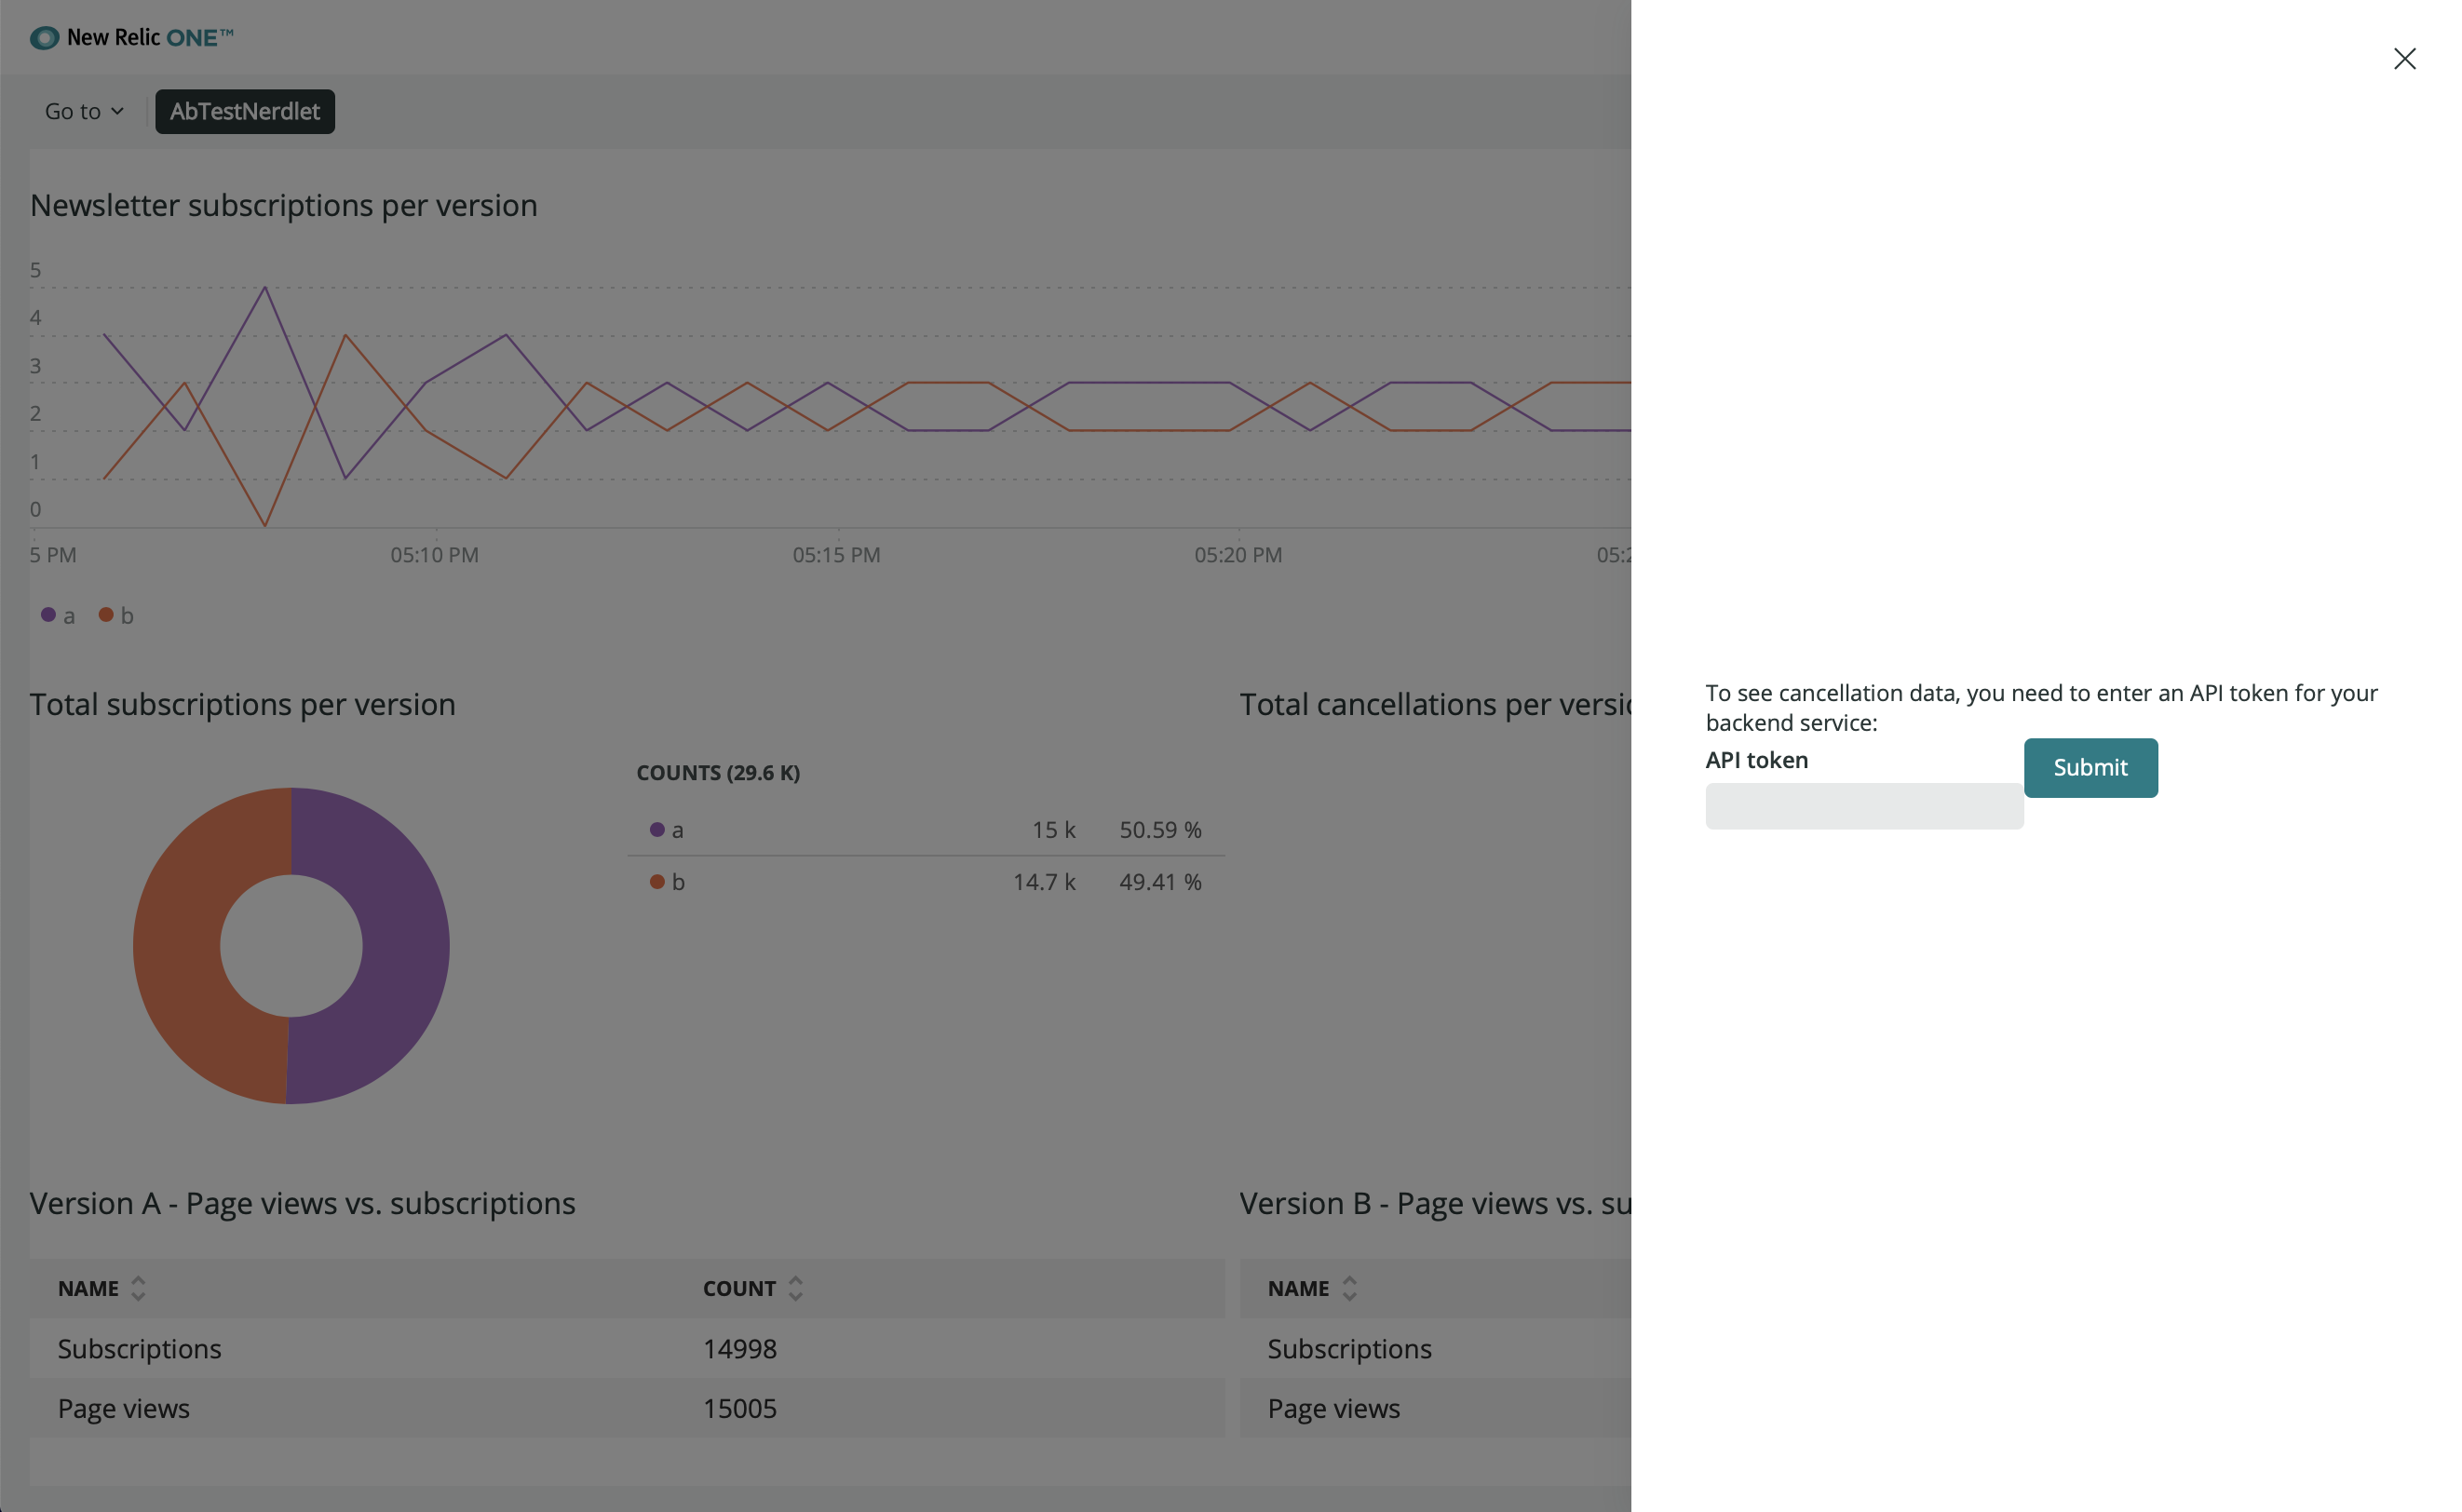 New Relic ONE™
Go to
AbTestNerdlet
Newsletter subscriptions per version
5
4
3
2
1
0
5 PM 05:10 PM 05:15 PM 05:20 PM 05:2
a b
Total subscriptions per version
COUNTS (29.6 K)
a 15 k 50.59 %
b 14.7 k 49.41 %
Total cancellations per versio
Version A - Page views vs. subscriptions
NAME COUNT
Subscriptions 14998
Page views 15005
Version B - Page views vs. su
NAME
Subscriptions
Page views
To see cancellation data, you need to enter an API token for your
backend service:
API token
Submit